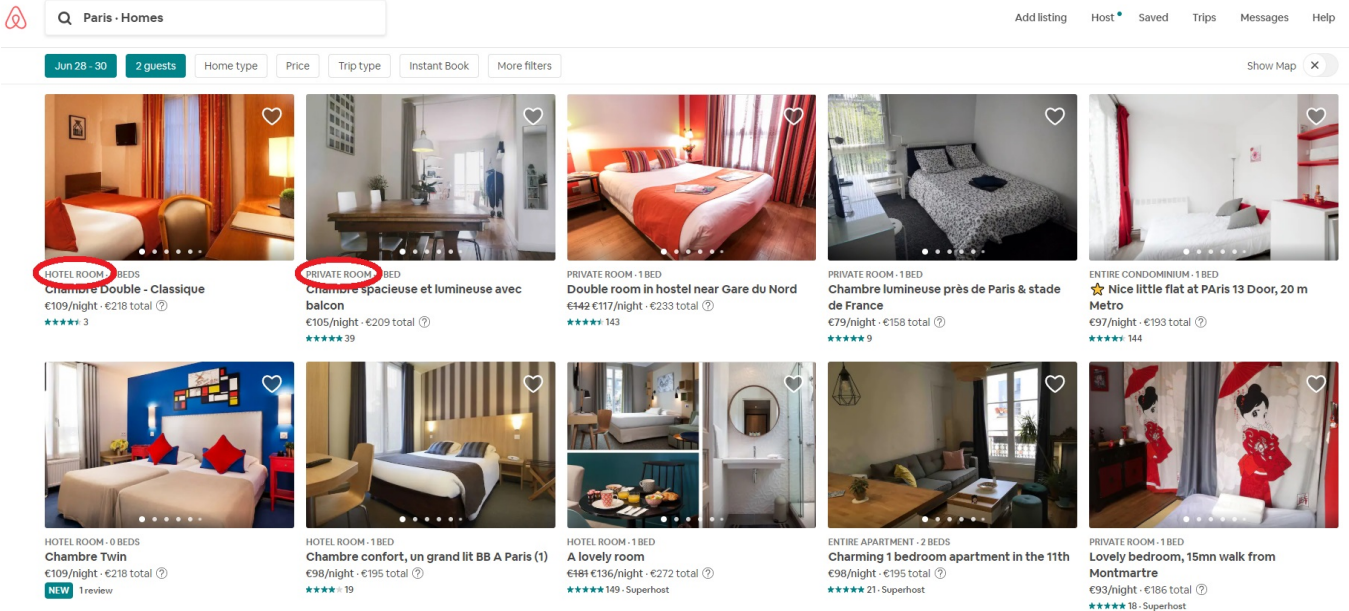 Paris · Homes
Add listing
Host
Saved
Trips
Messages
Help
Jun 28 - 30
2 guests
Home type
Price
Trip type
Instant Book
More filters
Show Map
HOTEL ROOM · BEDS
Chambre Double - Classique
€109/night · €218 total
3
PRIVATE ROOM · BED
Chambre spacieuse et lumineuse avec
balcon
€105/night · €209 total
39
PRIVATE ROOM · 1 BED
Double room in hostel near Gare du Nord
€142 €117/night · €233 total
143
PRIVATE ROOM · 1 BED
Chambre lumineuse près de Paris & stade
de France
€79/night · €158 total
9
ENTIRE CONDOMINIUM · 1 BED
⭐ Nice little flat at PAris 13 Door, 20 m
Metro
€97/night · €193 total
144
HOTEL ROOM · 0 BEDS
Chambre Twin
€109/night · €218 total
NEW 1 review
HOTEL ROOM · 1 BED
Chambre confort, un grand lit BB A Paris (1)
€98/night · €195 total
19
HOTEL ROOM · 1 BED
A lovely room
€181 €136/night · €272 total
149 · Superhost
ENTIRE APARTMENT · 2 BEDS
Charming 1 bedroom apartment in the 11th
€98/night · €195 total
21 · Superhost
PRIVATE ROOM · 1 BED
Lovely bedroom, 15mn walk from
Montmartre
€93/night · €186 total
18 · Superhost